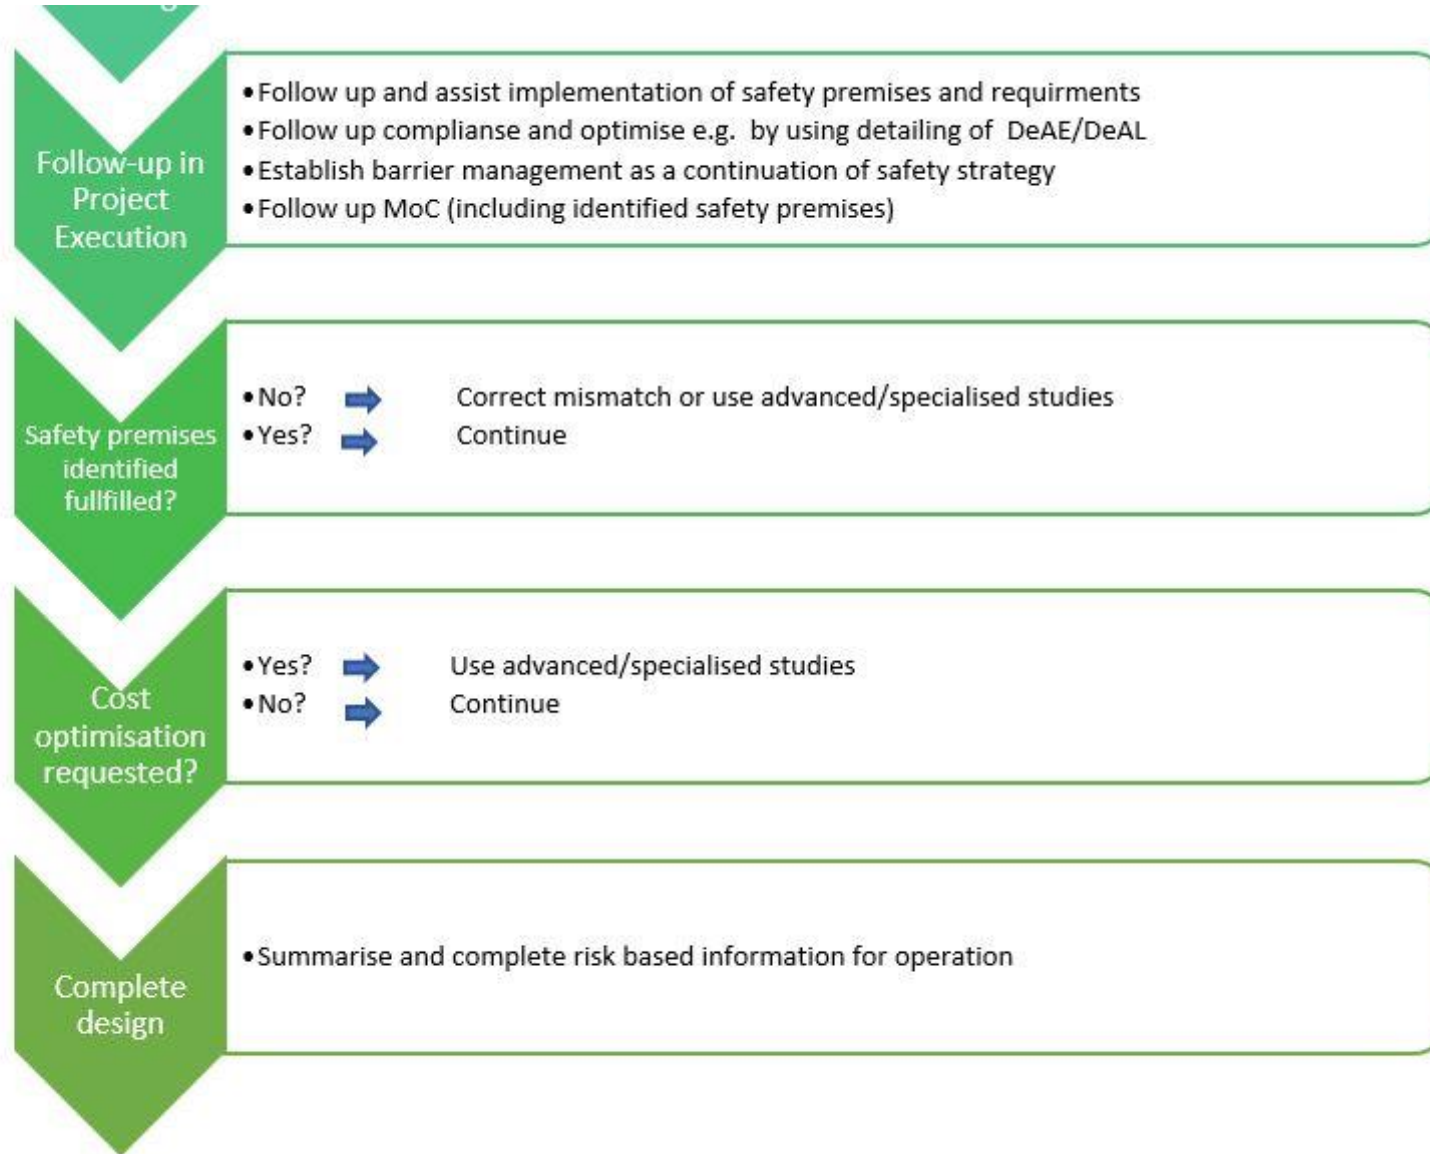 Follow-up in
Project
Execution
•Follow up and assist implementation of safety premises and requirments
•Follow up complianse and optimise e.g. by using detailing of DeAE/DeAL
•Establish barrier management as a continuation of safety strategy
•Follow up MoC (including identified safety premises)
Safety premises
identified
fullfilled?
•No? Correct mismatch or use advanced/specialised studies
•Yes? Continue
Cost
optimisation
requested?
•Yes? Use advanced/specialised studies
•No? Continue
Complete
design
•Summarise and complete risk based information for operation